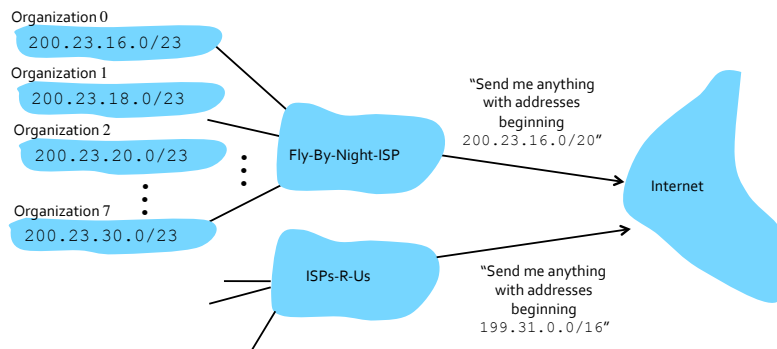 Organization 0
200.23.16.0/23
Organization 1
200.23.18.0/23
Organization 2
200.23.20.0/23
Organization 7
200.23.30.0/23
Fly-By-Night-ISP
“Send me anything
with addresses
beginning
200.23.16.0/20”
Internet
ISPs-R-Us
“Send me anything
with addresses
beginning
199.31.0.0/16”